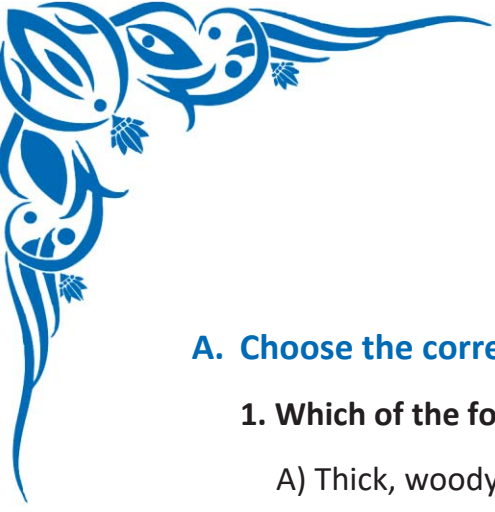 A. Choose the corre
1. Which of the fo
A) Thick, woody